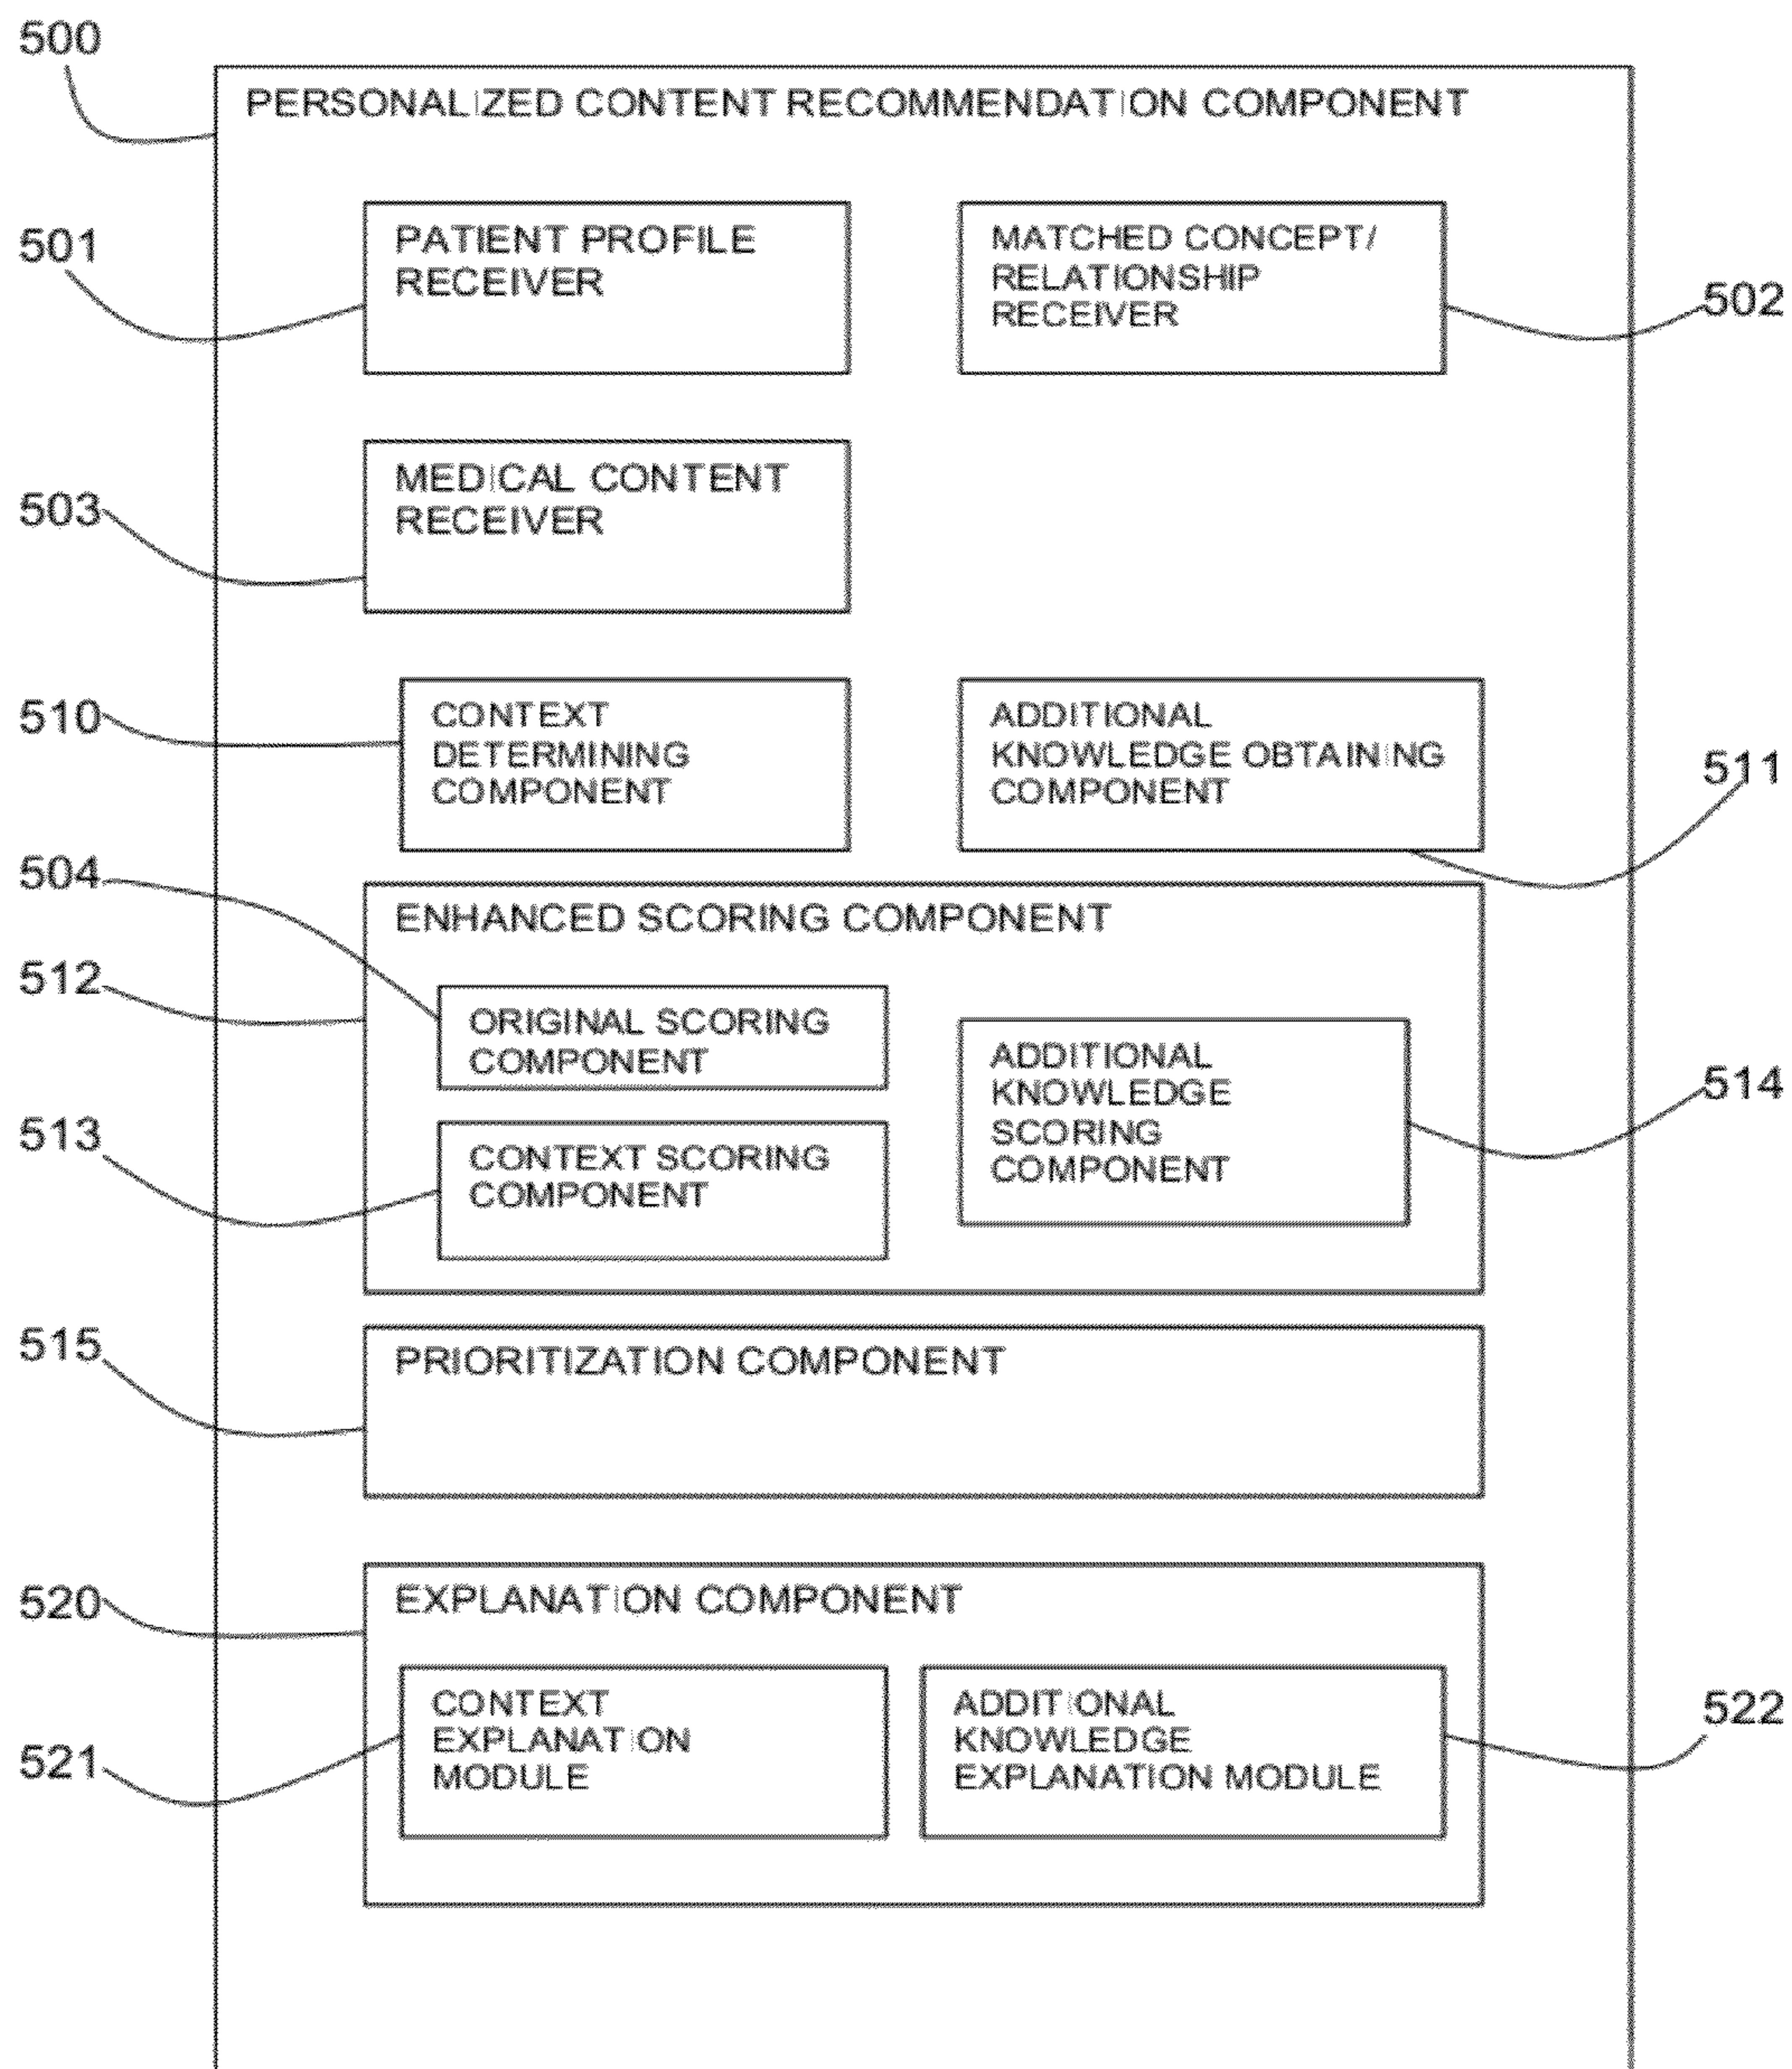 500
PERSONALIZED CONTENT RECOMMENDATION COMPONENT
501
PATIENT PROFILE
RECEIVER
MATCHED CONCEPT/
RELATIONSHIP
RECEIVER
502
503
MEDICAL CONTENT
RECEIVER
510
CONTEXT
DETERMINING
COMPONENT
ADDITIONAL
KNOWLEDGE OBTAINING
COMPONENT
511
504
ENHANCED SCORING COMPONENT
512
ORIGINAL SCORING
COMPONENT
513
CONTEXT SCORING
COMPONENT
ADDITIONAL
KNOWLEDGE
SCORING
COMPONENT
514
515
PRIORITIZATION COMPONENT
520
EXPLANATION COMPONENT
521
CONTEXT
EXPLANATION
MODULE
ADDITIONAL
KNOWLEDGE
EXPLANATION MODULE
522